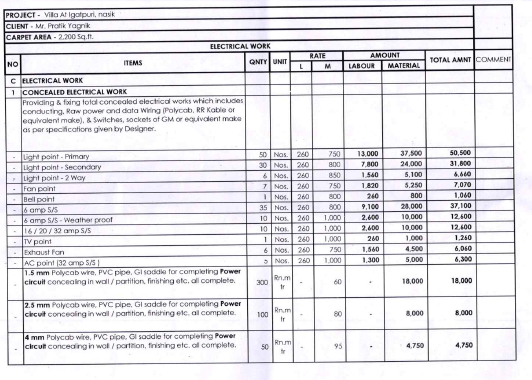 PROJECT - Villa At Igatpuri, nasik
CLIENT - Mr. Pratik Yagnik
CARPET AREA - 2,200 Sq.ft.
ELECTRICAL WORK
NO ITEMS QNTY UNIT RATE AMOUNT TOTAL AMNT COMMENT
L M LABOUR MATERIAL
C ELECTRICAL WORK
1 CONCEALED ELECTRICAL WORK
Providing & fixing total concealed electrical works which includes
conducting, Raw power and data Wiring (Polycab, RR Kable or
equivalent make), & Switches, sockets of GM or equivalent make
as per specifications given by Designer.
- Light point - Primary 50 Nos. 260 750 13,000 37,500 50,500
- Light point - Secondary 30 Nos. 260 800 7,800 24,000 31,800
- Light point - 2 Way 6 Nos. 260 850 1,560 5,100 6,660
- Fan point 7 Nos. 260 750 1,820 5,250 7,070
- Bell point 1 Nos. 260 800 260 800 1,060
- 6 amp S/S 35 Nos. 260 800 9,100 28,000 37,100
- 6 amp S/S - Weather proof 10 Nos. 260 1,000 2,600 10,000 12,600
- 16 / 20 / 32 amp S/S 10 Nos. 260 1,000 2,600 10,000 12,600
- TV point 1 Nos. 260 1,000 260 1,000 1,260
- Exhaust Fan 6 Nos. 260 750 1,560 4,500 6,060
- AC point (32 amp S/S ) 5 Nos. 260 1,000 1,300 5,000 6,300
1.5 mm Polycab wire, PVC pipe, GI saddle for completing Power
- circuit concealing in wall / partition, finishing etc. all complete. 300 Rn.m - 60 - 18,000 18,000
tr
2.5 mm Polycab wire, PVC pipe, GI saddle for completing Power
- circuit concealing in wall / partition, finishing etc. all complete. 100 Rn.m - 80 - 8,000 8,000
tr
4 mm Polycab wire, PVC pipe, GI saddle for completing Power
- circuit concealing in wall / partition, finishing etc. all complete. 50 Rn.m - 95 - 4,750 4,750
tr